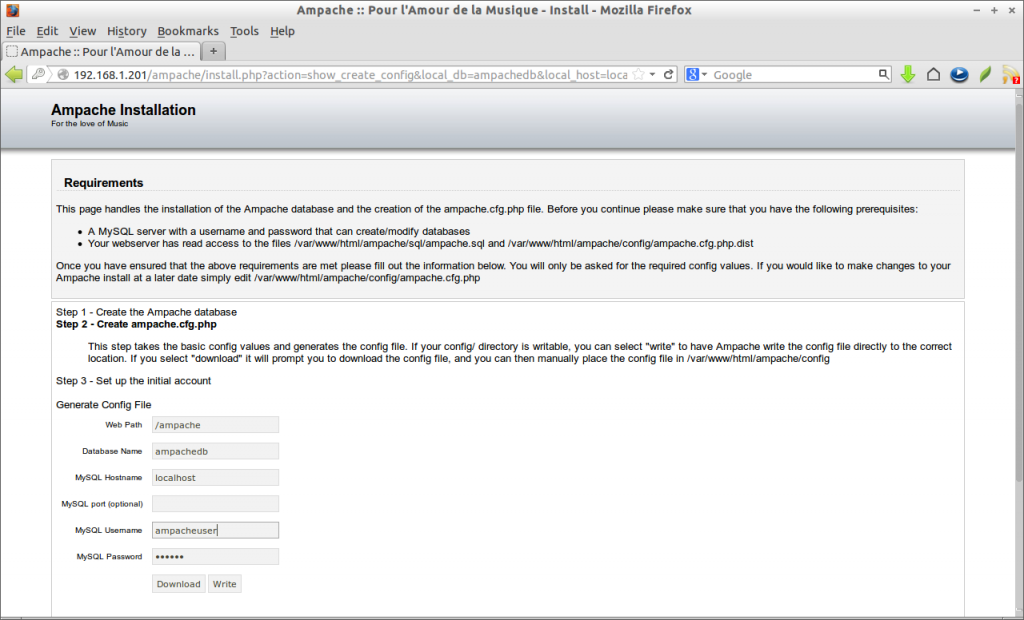 Ampache :: Pour l'Amour de la Musique - Install - Mozilla Firefox
File Edit View History Bookmarks Tools Help
Ampache :: Pour l'Amour de la ...
192.168.1.201/ampache/install.php?action=show_create_config&local_db=ampachedb&local_host=loca
Google
Ampache Installation
For the love of Music
Requirements
This page handles the installation of the Ampache database and the creation of the ampache.cfg.php file. Before you continue please make sure that you have the following prerequisites:
• A MySQL server with a username and password that can create/modify databases
• Your webserver has read access to the files /var/www/html/ampache/sql/ampache.sql and /var/www/html/ampache/config/ampache.cfg.php.dist
Once you have ensured that the above requirements are met please fill out the information below. You will only be asked for the required config values. If you would like to make changes to your
Ampache install at a later date simply edit /var/www/html/ampache/config/ampache.cfg.php
Step 1 - Create the Ampache database
Step 2 - Create ampache.cfg.php
This step takes the basic config values and generates the config file. If your config/ directory is writable, you can select "write" to have Ampache write the config file directly to the correct
location. If you select "download" it will prompt you to download the config file, and you can then manually place the config file in /var/www/html/ampache/config
Step 3 - Set up the initial account
Generate Config File
Web Path /ampache
Database Name ampachedb
MySQL Hostname localhost
MySQL port (optional)
MySQL Username ampacheuser
MySQL Password ••••••
Download Write